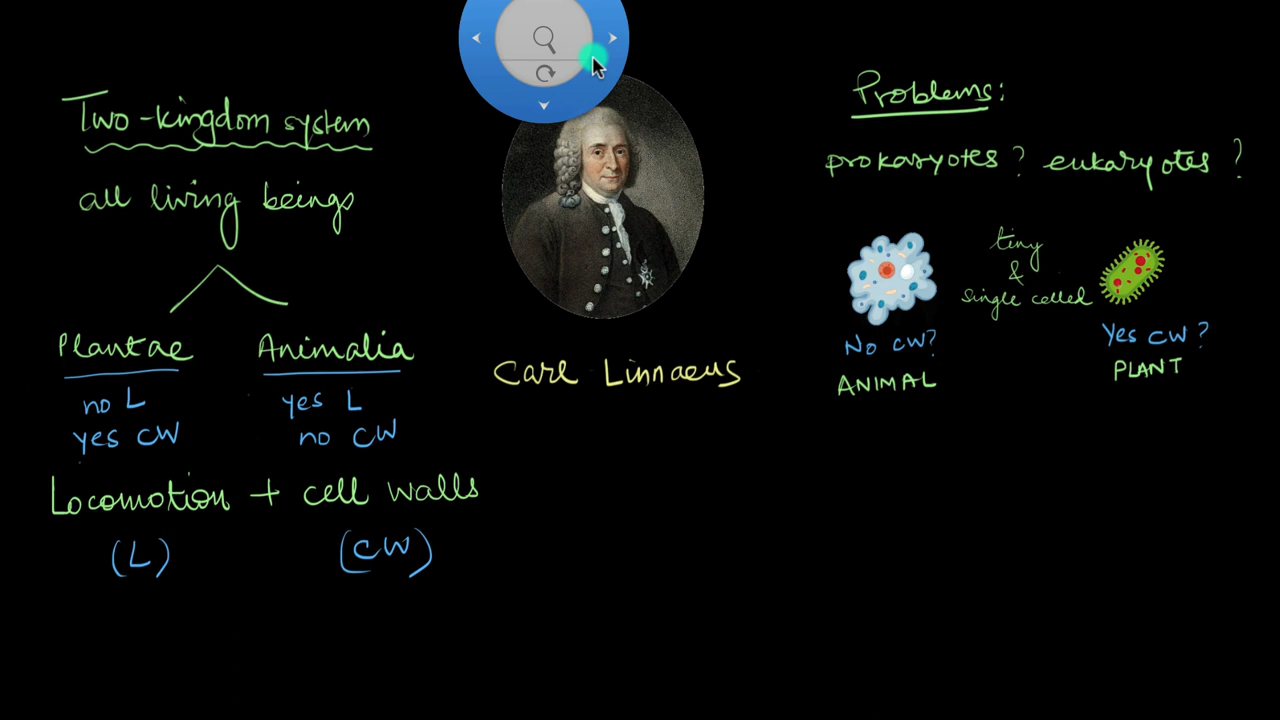 Two-kingdom system
all living beings
Plantae
no L
yes CW
Animalia
yes L
no CW
Locomotion + cell walls
(L)
(CW)
Carl Linnaeus
Problems:
prokaryotes? eukaryotes?
tiny
&
single celled
No CW?
ANIMAL
Yes CW?
PLANT